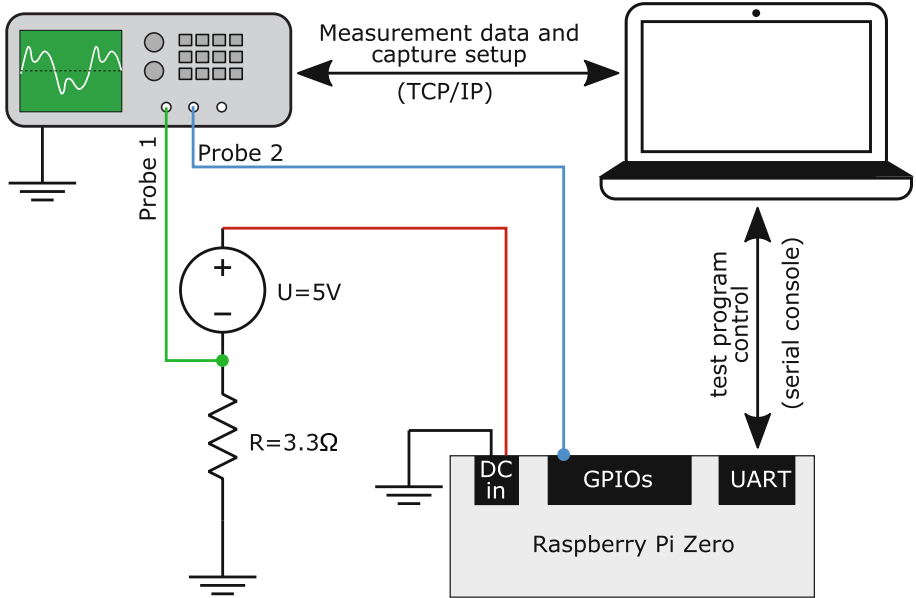 Measurement data and
capture setup
(TCP/IP)
Probe 1
Probe 2
+
−
U=5V
R=3.3Ω
test program
control
(serial console)
DC
in
GPIOs
UART
Raspberry Pi Zero